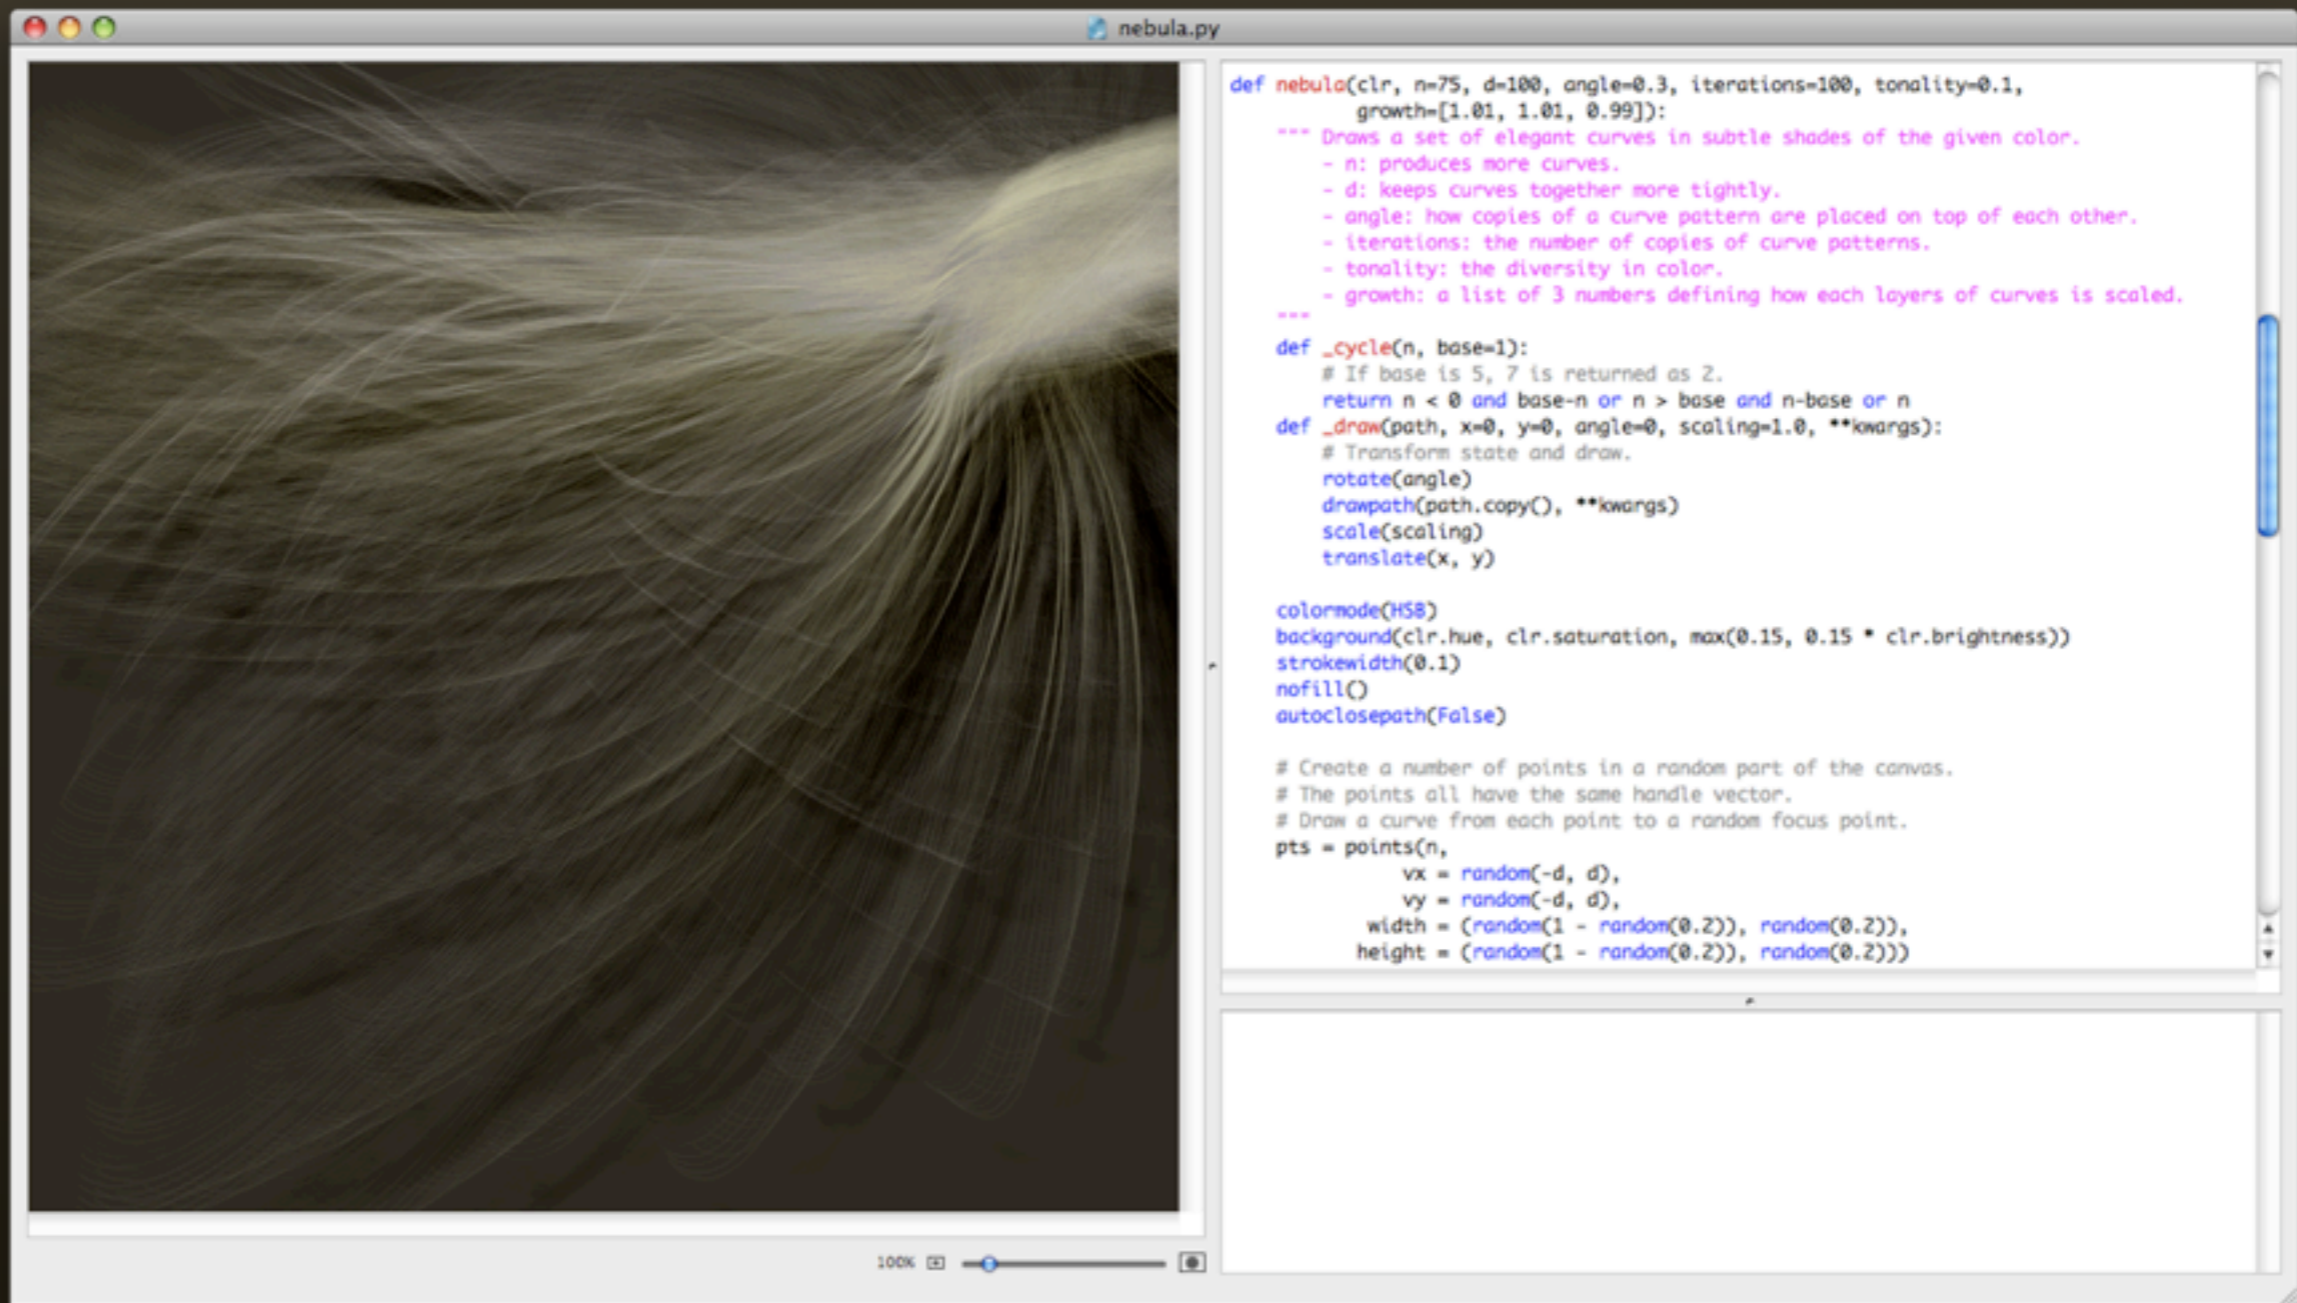 nebula.py
def nebula(clr, n=75, d=100, angle=0.3, iterations=100, tonality=0.1,
           growth=[1.01, 1.01, 0.99]):
    """ Draws a set of elegant curves in subtle shades of the given color.
        - n: produces more curves.
        - d: keeps curves together more tightly.
        - angle: how copies of a curve pattern are placed on top of each other.
        - iterations: the number of copies of curve patterns.
        - tonality: the diversity in color.
        - growth: a list of 3 numbers defining how each layers of curves is scaled.
    """
    def _cycle(n, base=1):
        # If base is 5, 7 is returned as 2.
        return n < 0 and base-n or n > base and n-base or n
    def _draw(path, x=0, y=0, angle=0, scaling=1.0, **kwargs):
        # Transform state and draw.
        rotate(angle)
        drawpath(path.copy(), **kwargs)
        scale(scaling)
        translate(x, y)
    colormode(HSB)
    background(clr.hue, clr.saturation, max(0.15, 0.15 * clr.brightness))
    strokewidth(0.1)
    nofill()
    autoclosepath(False)
    # Create a number of points in a random part of the canvas.
    # The points all have the same handle vector.
    # Draw a curve from each point to a random focus point.
    pts = points(n,
               vx = random(-d, d),
               vy = random(-d, d),
            width = (random(1 - random(0.2)), random(0.2)),
           height = (random(1 - random(0.2)), random(0.2)))
100%